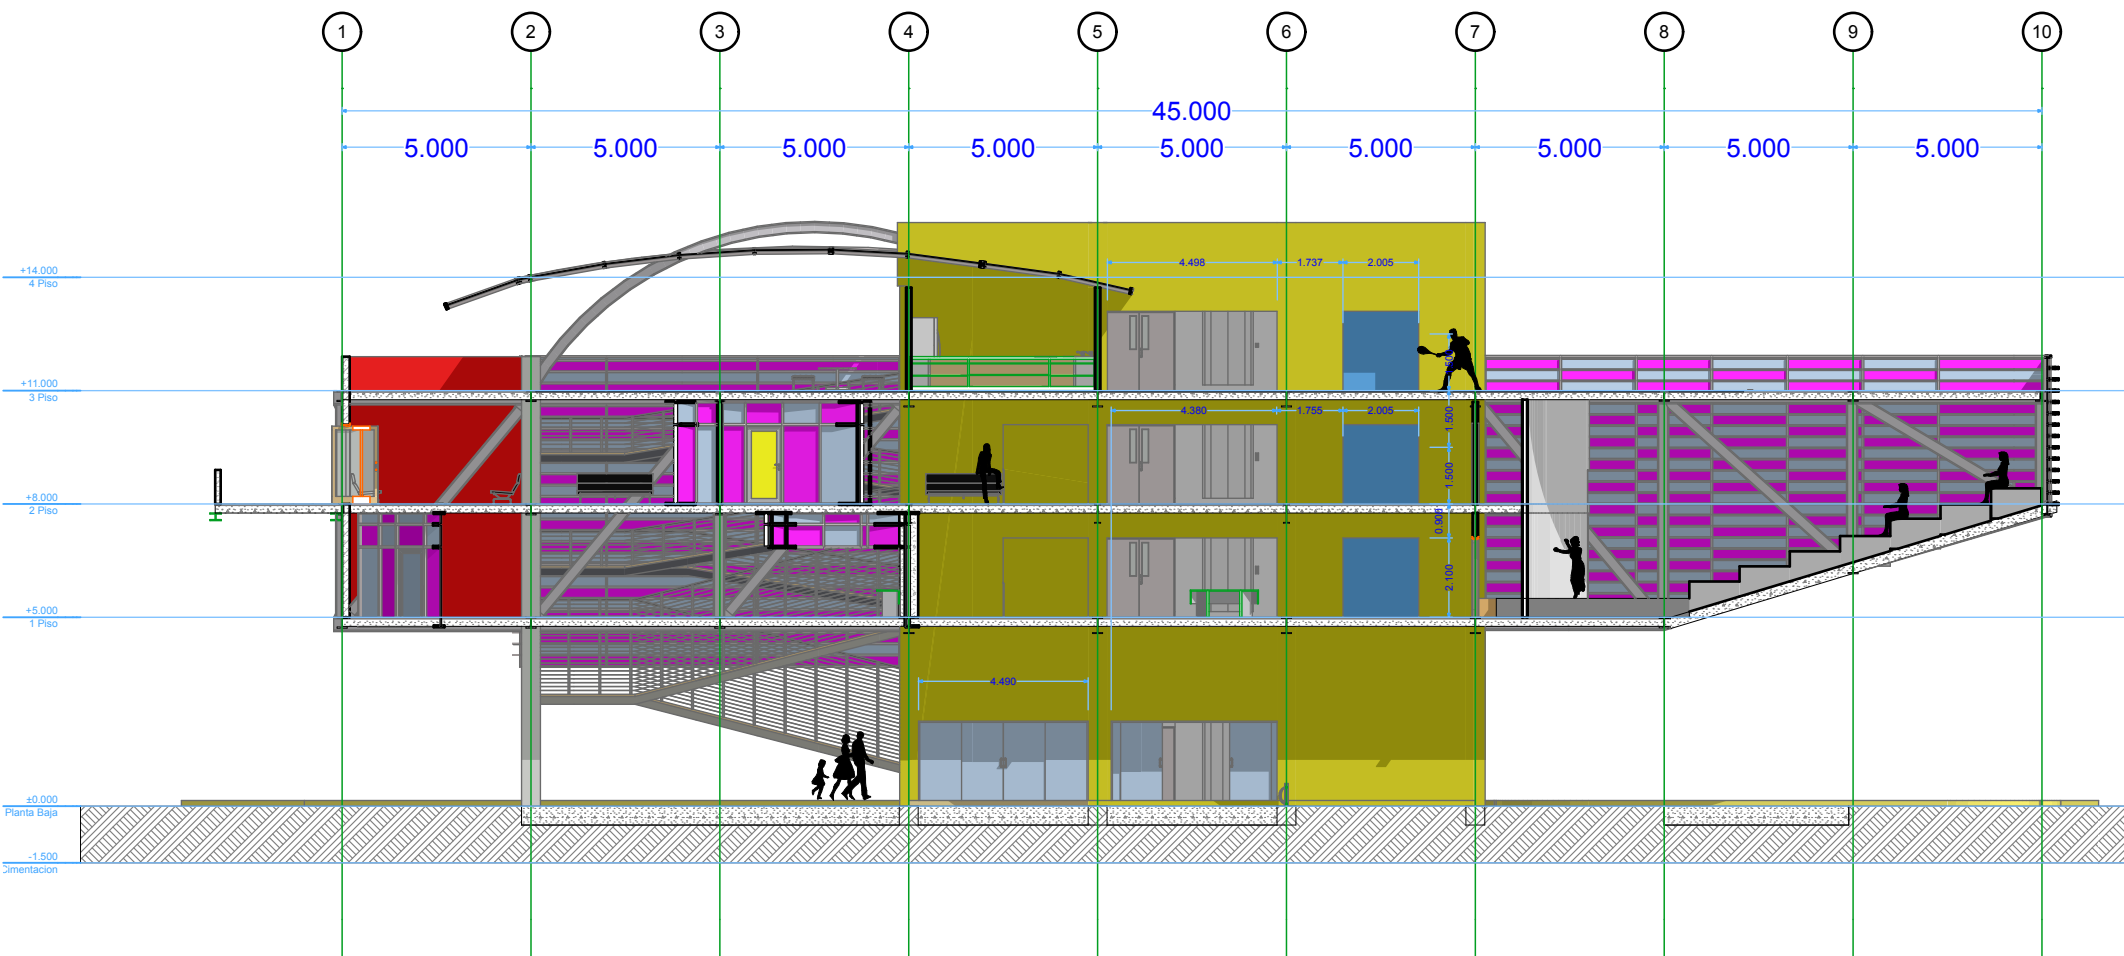 1 2 3 4 5 6 7 8 9 10
45.000
5.000 5.000 5.000 5.000 5.000 5.000 5.000 5.000 5.000
+14.000
4 Piso
4.498 1.737 2.005
+11.000
3 Piso
4.380 1.755 2.005
1.500
1.500
+8.000
2 Piso
0.908
2.100
+5.000
1 Piso
4.490
±0.000
Planta Baja
-1.500
Cimentacion